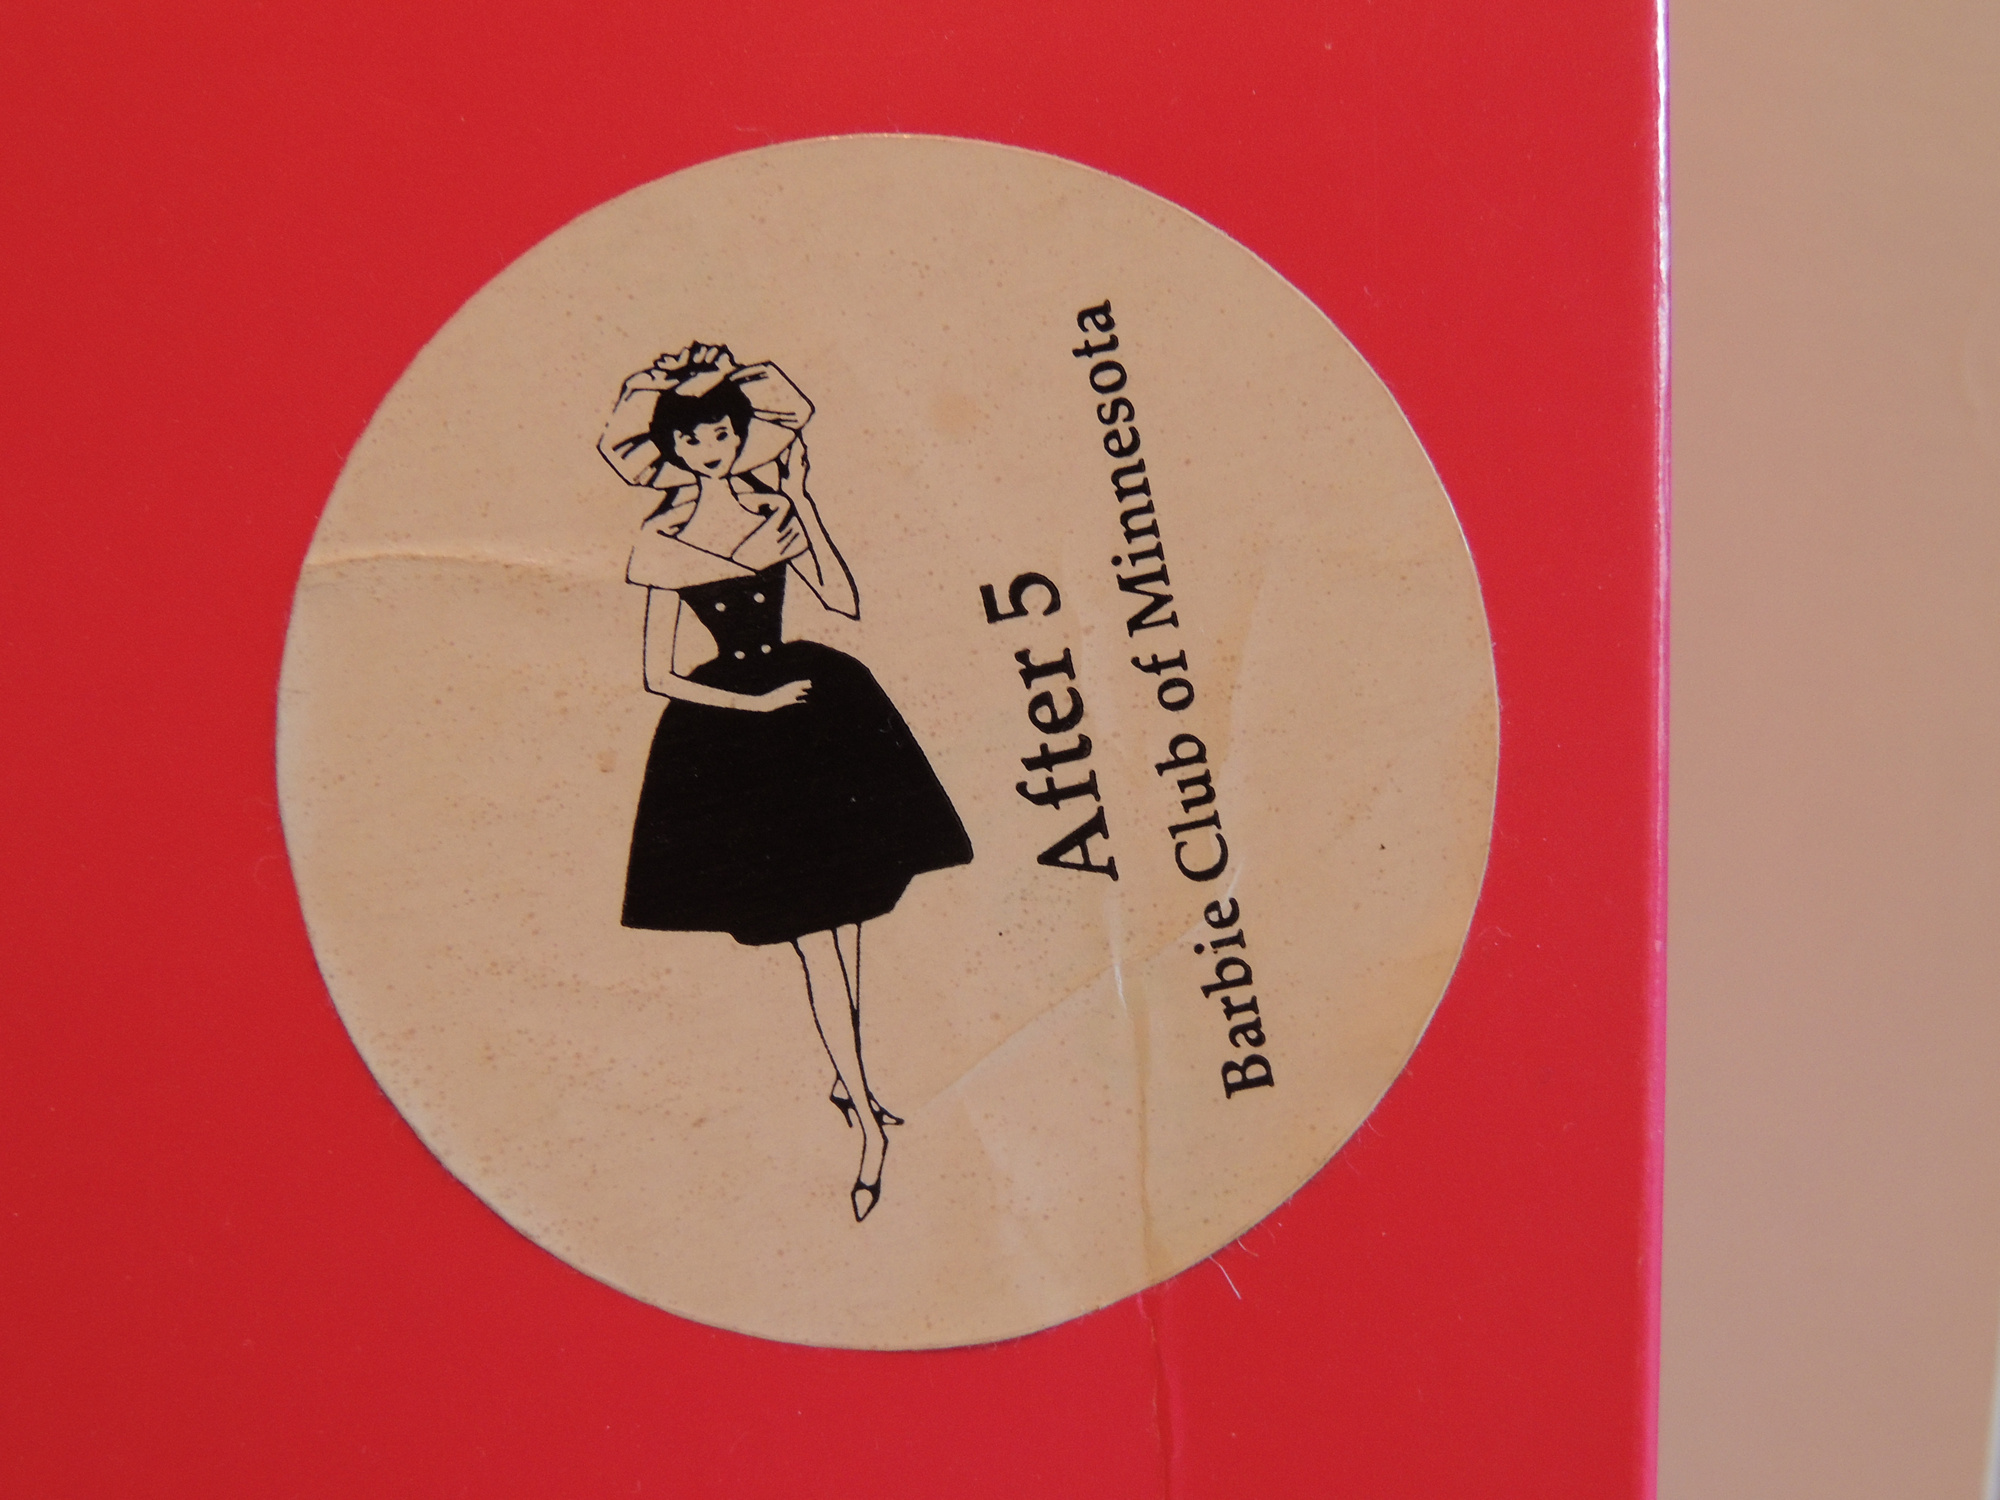 After 5
Barbie Club of Minnesota